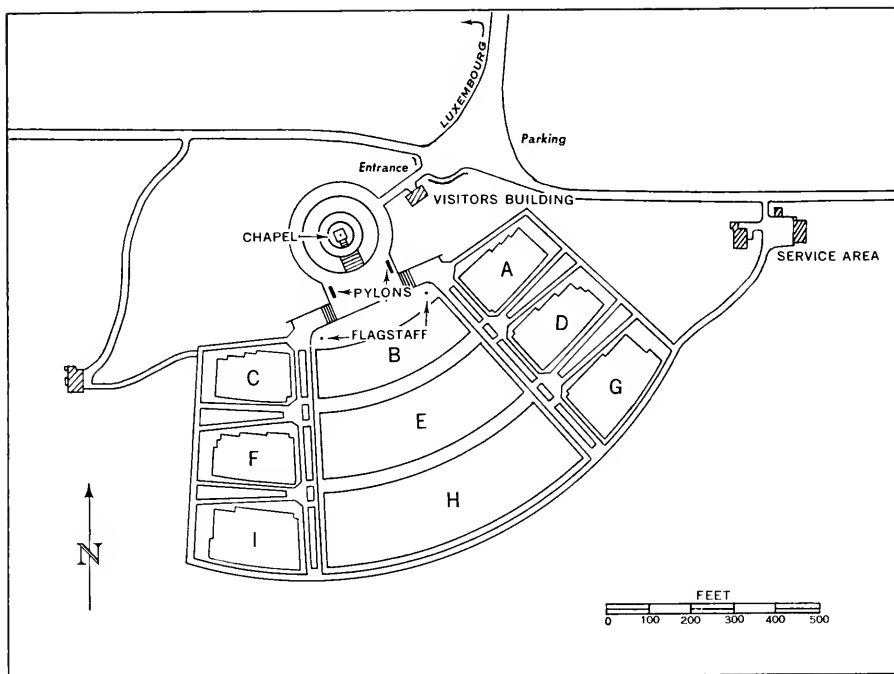 LUXEMBOURG
Parking
Entrance
VISITORS BUILDING
CHAPEL
SERVICE AREA
A
PYLONS
D
FLAGSTAFF
B
C
G
E
F
H
I
N
FEET
0 100 200 300 400 500